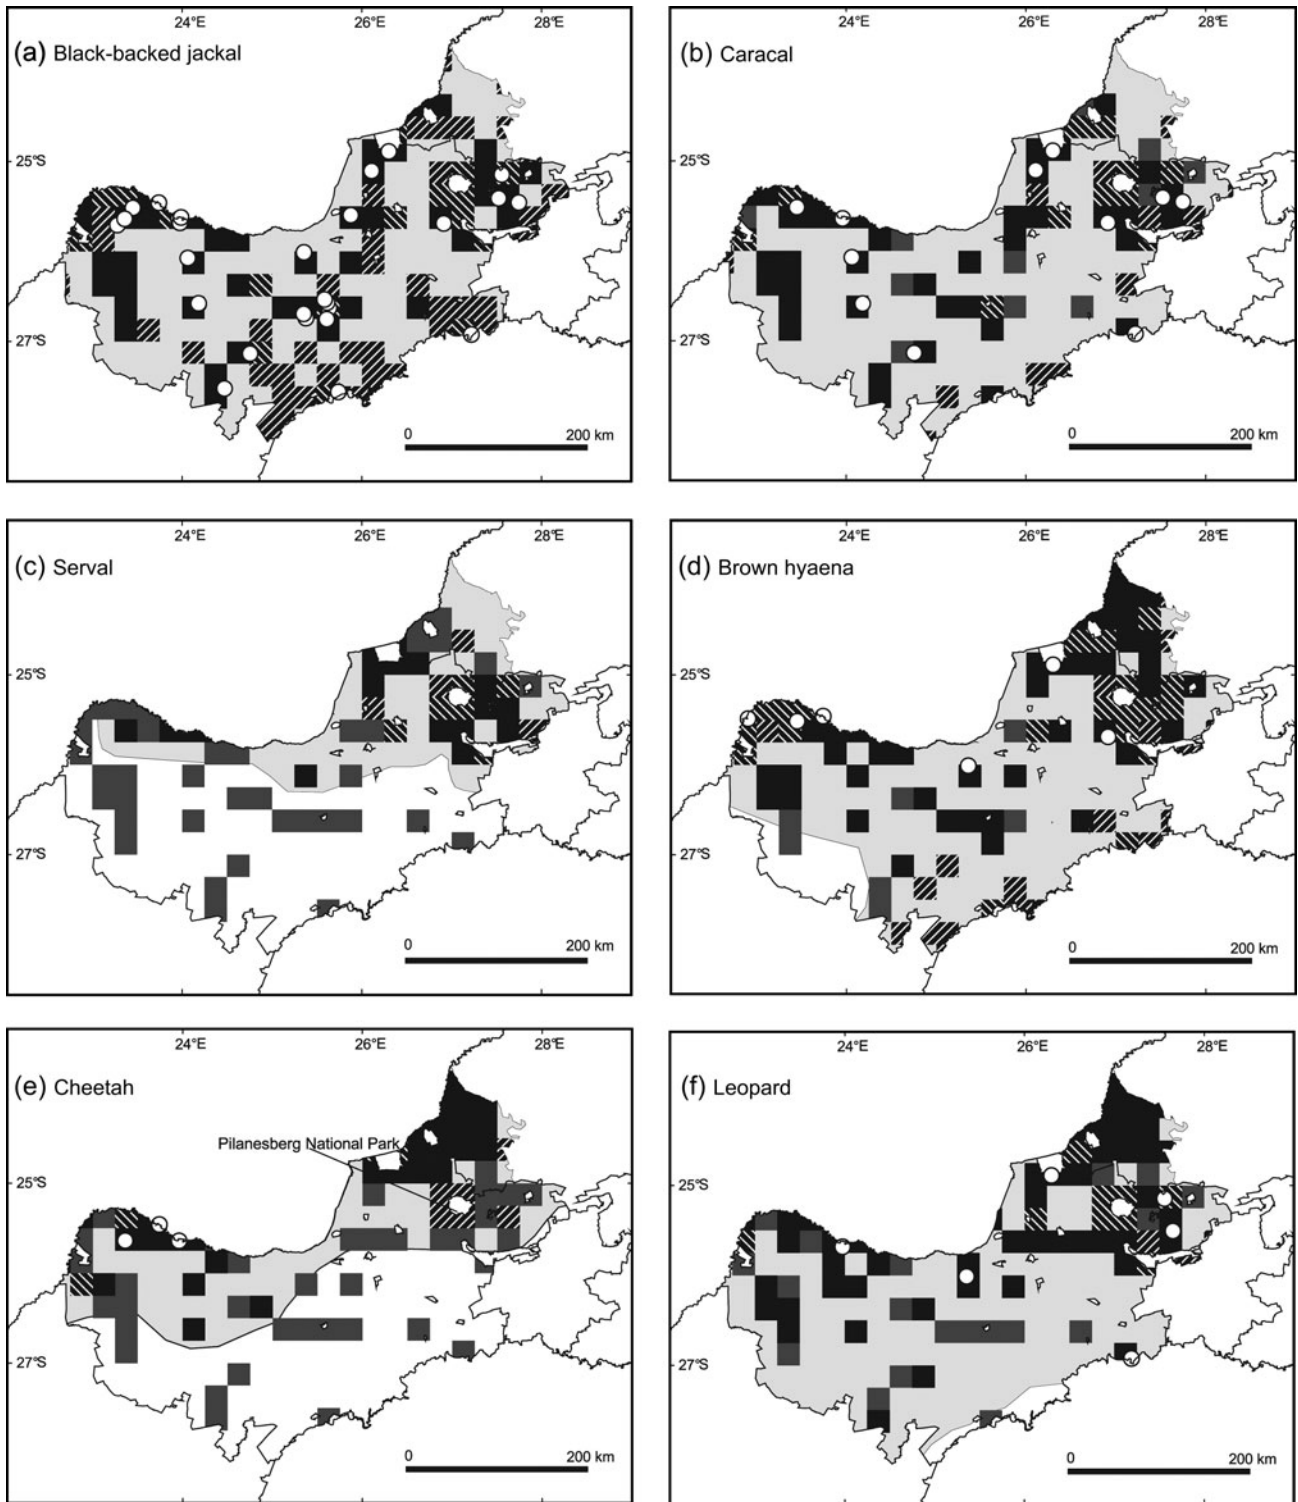 24°E 26°E 28°E
(a) Black-backed jackal
25°S
27°S
0 200 km
24°E 26°E 28°E
(b) Caracal
25°S
27°S
0 200 km
24°E 26°E 28°E
(c) Serval
25°S
27°S
0 200 km
24°E 26°E 28°E
(d) Brown hyaena
25°S
27°S
0 200 km
24°E 26°E 28°E
(e) Cheetah
Pilanesberg National Park
25°S
27°S
0 200 km
24°E 26°E 28°E
(f) Leopard
25°S
27°S
0 200 km